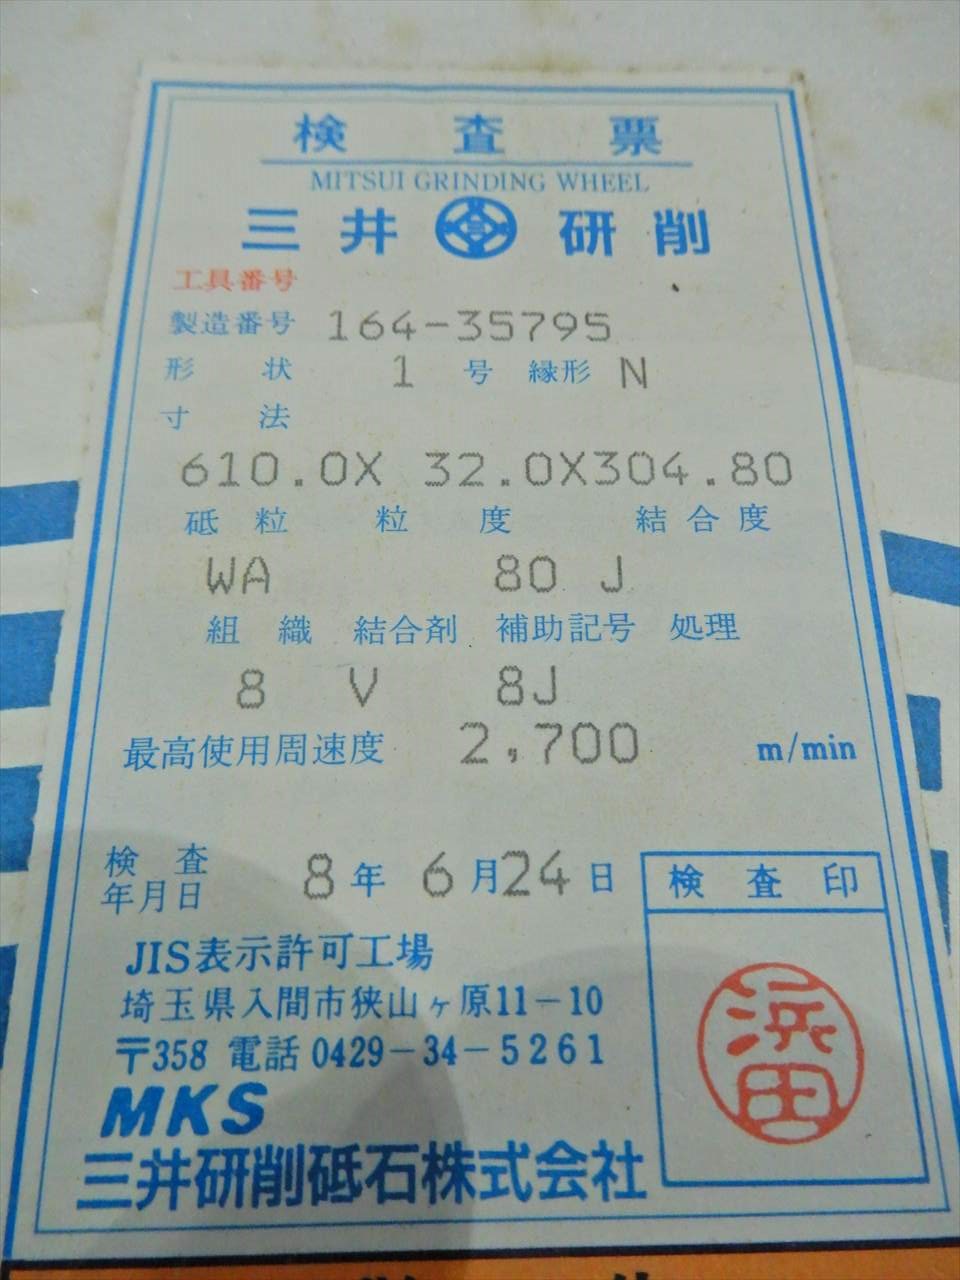 検査票
MITSUI GRINDING WHEEL
三井 研削
工具番号
製造番号 164-35795
形状 1 号 縁形 N
寸法
610.0X 32.0X304.80
砥粒 粒度 結合度
WA 80 J
組織 結合剤 補助記号 処理
8 V 8J
最高使用周速度 2,700 m/min
検査
年月日 8年 6月24日
検査印
浜田
JIS表示許可工場
埼玉県入間市狭山ヶ原11-10
〒358 電話 0429-34-5261
MKS
三井研削砥石株式会社